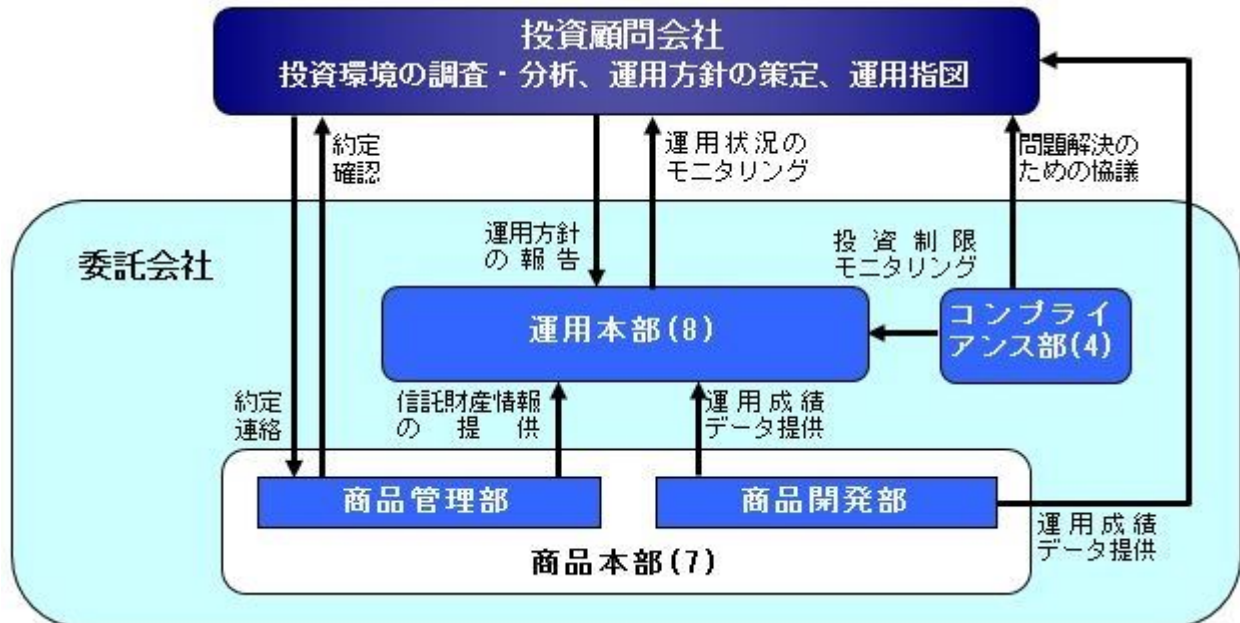 投資顧問会社
投資環境の調査・分析、運用方針の策定、運用指図
約定
確認
運用状況の
モニタリング
問題解決の
ための協議
運用方針
の報告
投資制限
モニタリング
委託会社
運用本部(8)
コンプライ
アンス部(4)
約定
連絡
信託財産情報
の提供
運用成績
データ提供
商品管理部
商品開発部
運用成績
データ提供
商品本部(7)